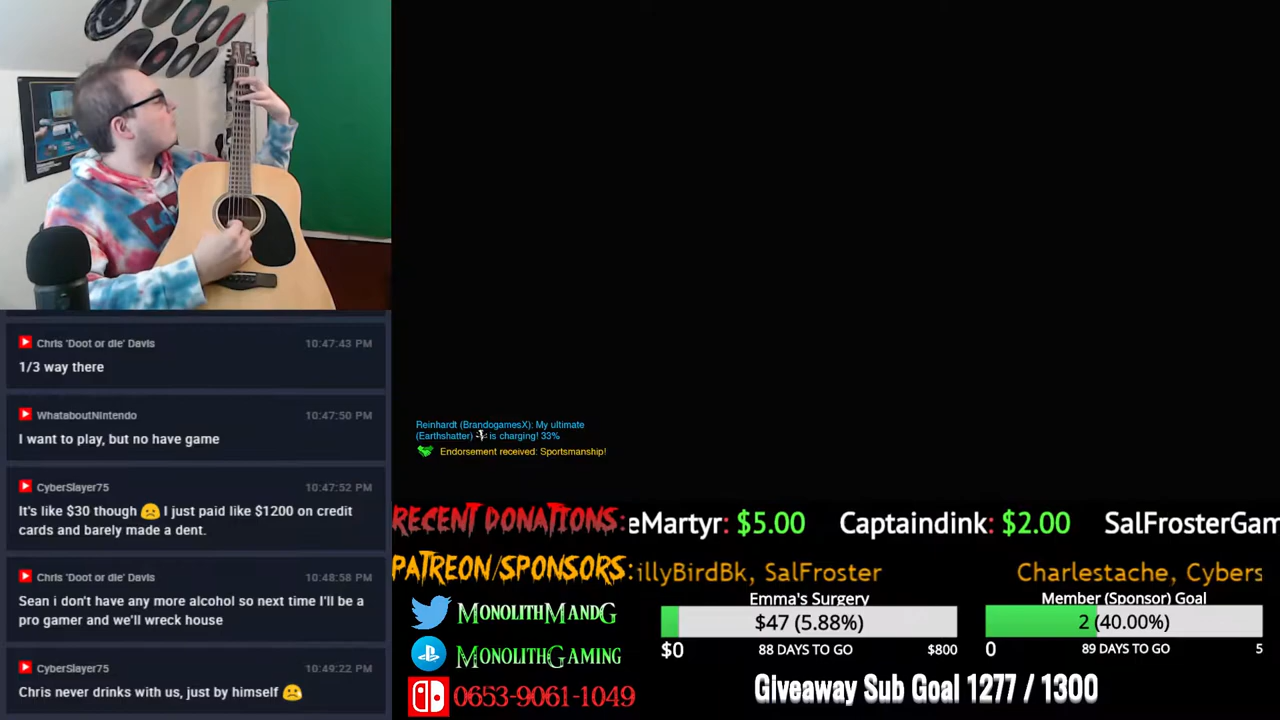 Chris 'Doot or die' Davis 10:47:43 PM
1/3 way there
WhataboutNintendo 10:47:50 PM
I want to play, but no have game
CyberSlayer75 10:47:52 PM
It's like $30 though I just paid like $1200 on credit
cards and barely made a dent.
Chris 'Doot or die' Davis 10:48:58 PM
Sean i don't have any more alcohol so next time I'll be a
pro gamer and we'll wreck house
CyberSlayer75 10:49:22 PM
Chris never drinks with us, just by himself
Reinhardt (BrandogamesX): My ultimate
(Earthshatter) is charging! 33%
Endorsement received: Sportsmanship!
RECENT DONATIONS: eMartyr: $5.00 Captaindink: $2.00 SalFrosterGam
PATREON/SPONSORS: illyBirdBk, SalFroster Charlestache, Cybers
MonolithMandG
MonolithGaming
0653-9061-1049
Emma's Surgery
$47 (5.88%)
$0 88 DAYS TO GO $800
Member (Sponsor) Goal
2 (40.00%)
0 89 DAYS TO GO 5
Giveaway Sub Goal 1277 / 1300